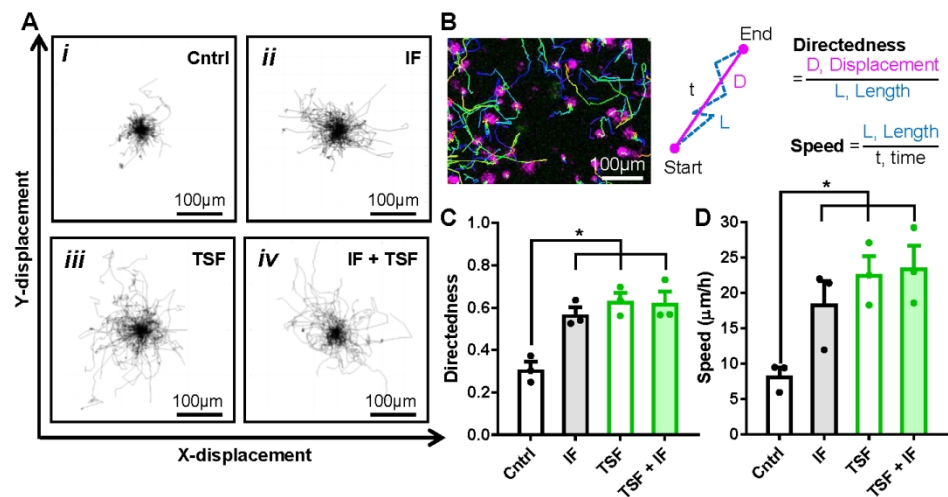 A
Y-displacement
X-displacement
i
Cntrl
100µm
ii
IF
100µm
iii
TSF
100µm
iv
IF + TSF
100µm
B
100µm
End
t
D
L
Start
Directedness
= D, Displacement
L, Length
Speed = L, Length
t, time
C
*
Directedness
1.0
0.8
0.6
0.4
0.2
0.0
Cntrl
IF
TSF
TSF + IF
D
*
Speed (µm/h)
30
25
20
15
10
5
0
Cntrl
IF
TSF
TSF + IF